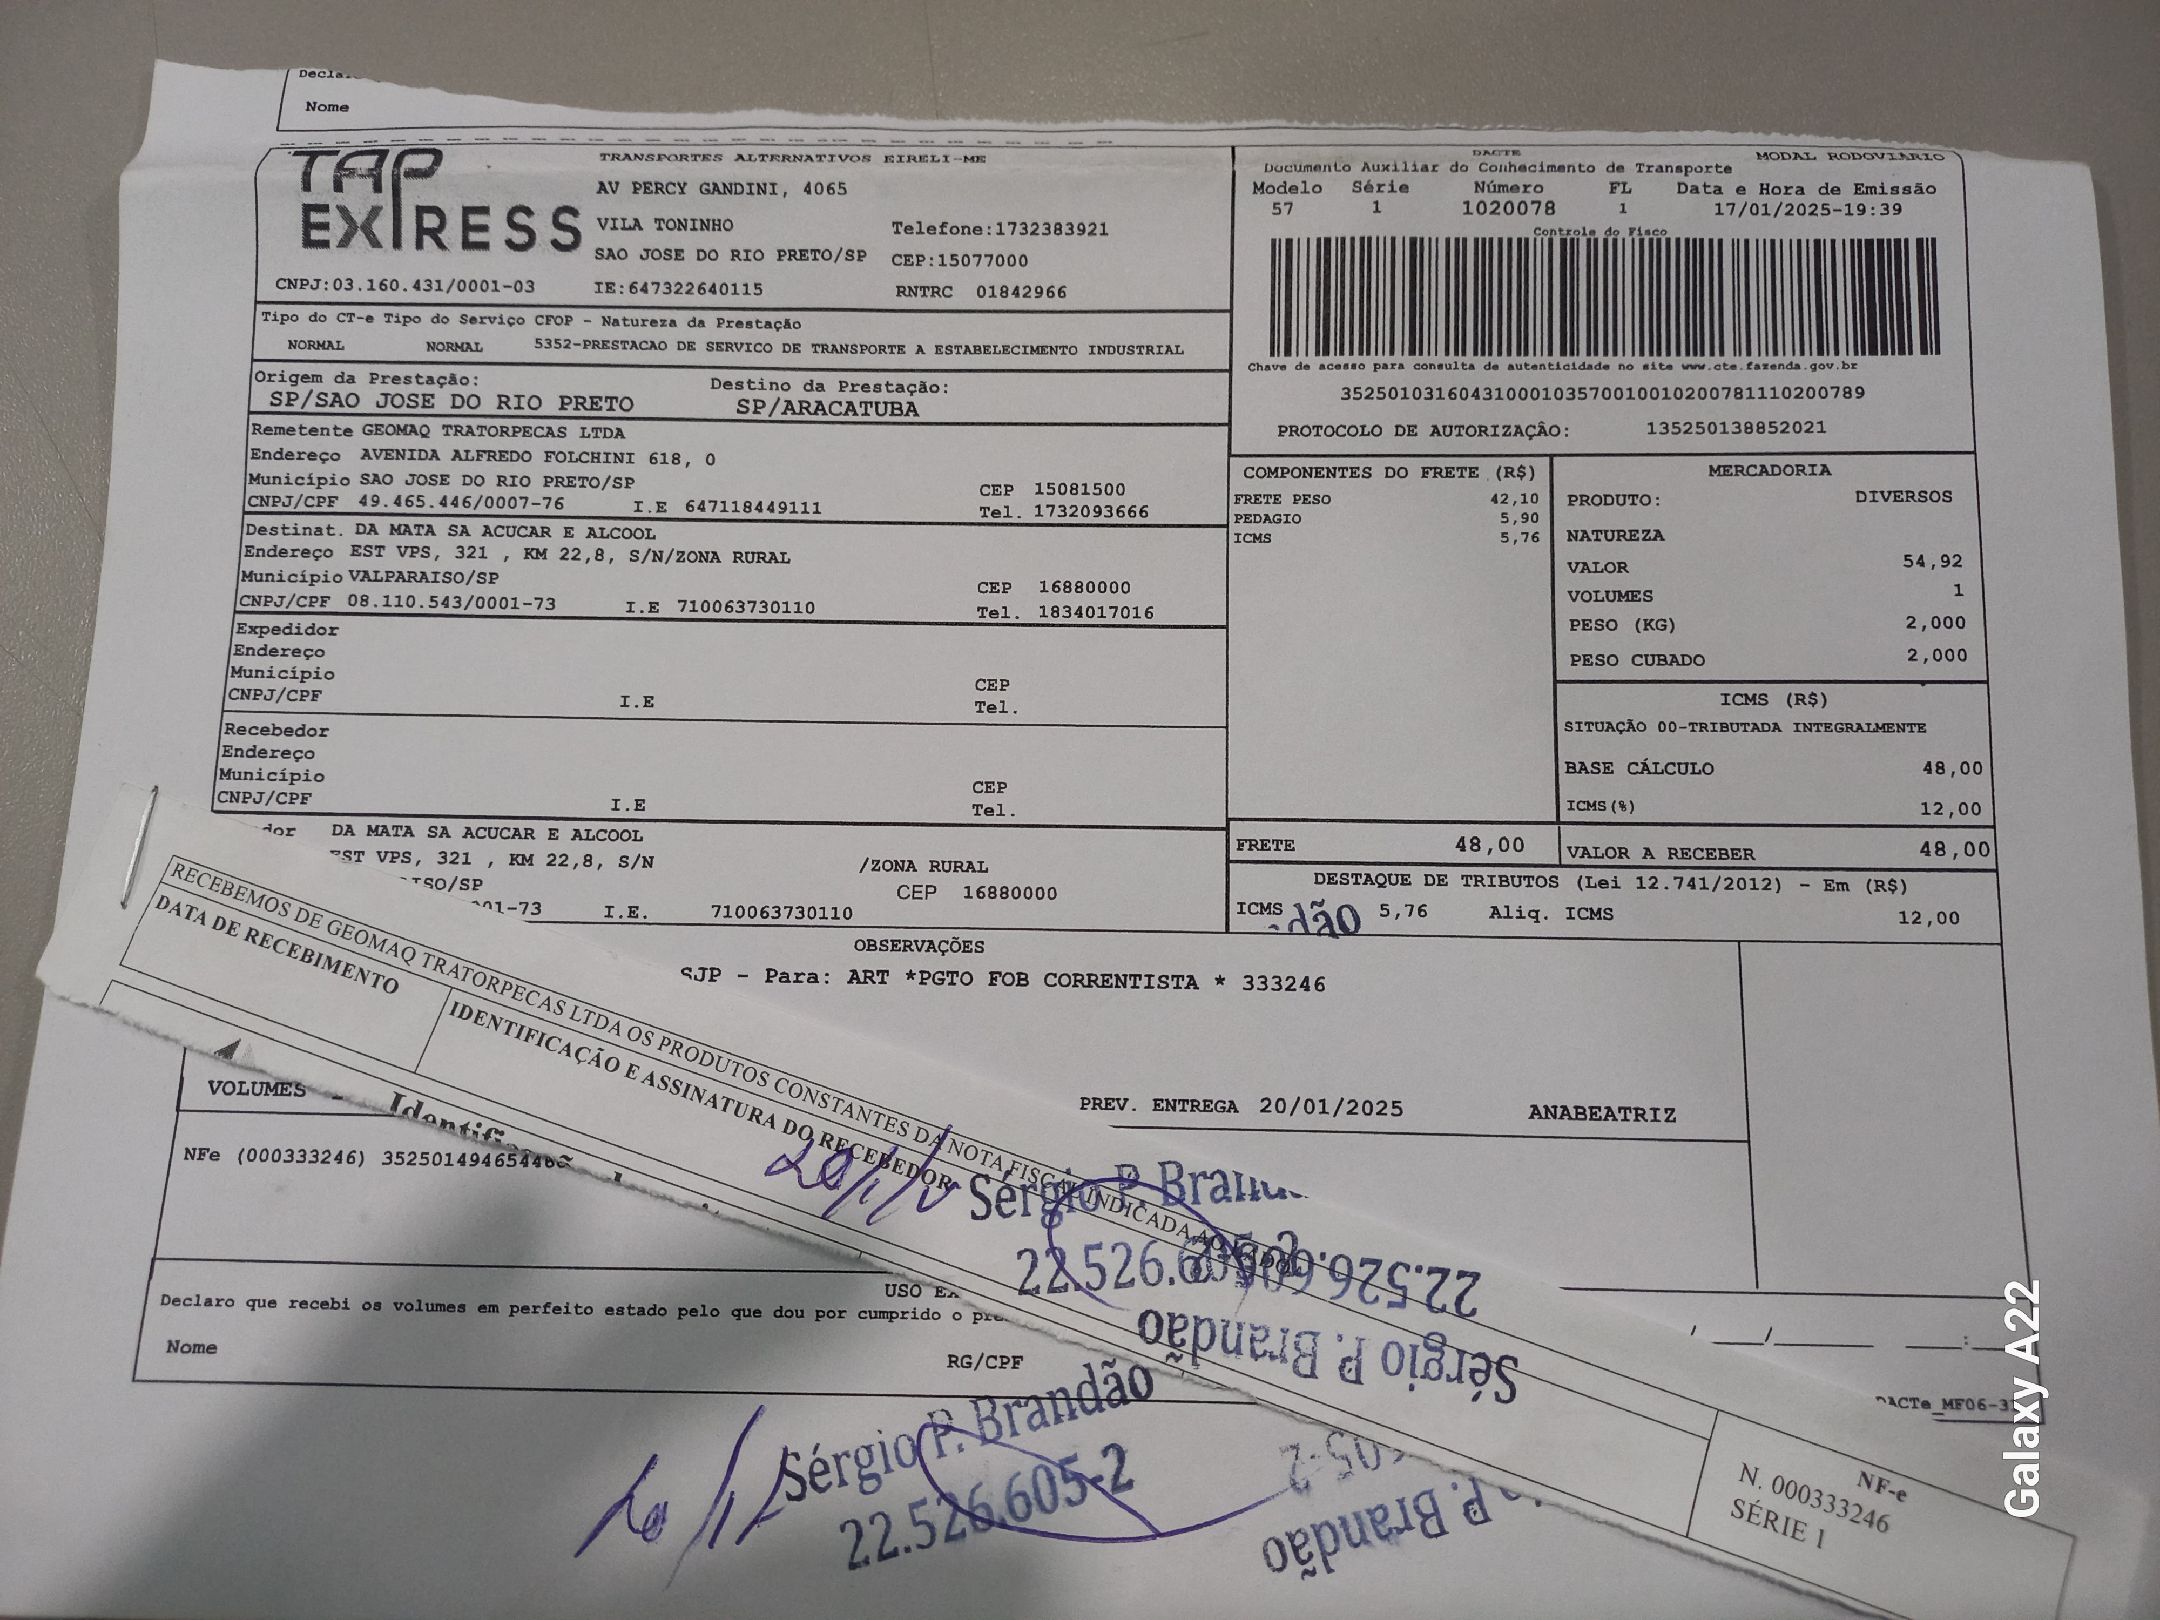 Nome
TAP EXPRESS
TRANSPORTES ALTERNATIVOS EIRELI-ME
AV PERCY GANDINI, 4065
VILA TONINHO Telefone:1732383921
SAO JOSE DO RIO PRETO/SP CEP:15077000
CNPJ:03.160.431/0001-03 IE:647322640115 RNTRC 01842966
DACTE MODAL RODOVIARIO
Documento Auxiliar do Conhecimento de Transporte
Modelo Série Número FL Data e Hora de Emissão
57 1 1020078 1 17/01/2025-19:39
Controle do Fisco
Chave de acesso para consulta de autenticidade no site www.cte.fazenda.gov.br
35250103160431000103570010010200781110200789
PROTOCOLO DE AUTORIZAÇÂO: 135250138852021
Tipo do CT-e Tipo do Serviço CFOP - Natureza da Prestação
NORMAL NORMAL 5352-PRESTACAO DE SERVICO DE TRANSPORTE A ESTABELECIMENTO INDUSTRIAL
Origem da Prestação: Destino da Prestação:
SP/SAO JOSE DO RIO PRETO SP/ARACATUBA
Remetente GEOMAQ TRATORPECAS LTDA
Endereço AVENIDA ALFREDO FOLCHINI 618, 0
Município SAO JOSE DO RIO PRETO/SP CEP 15081500
CNPJ/CPF 49.465.446/0007-76 I.E 647118449111 Tel. 1732093666
Destinat. DA MATA SA ACUCAR E ALCOOL
Endereço EST VPS, 321 , KM 22,8, S/N/ZONA RURAL
Município VALPARAISO/SP CEP 16880000
CNPJ/CPF 08.110.543/0001-73 I.E 710063730110 Tel. 1834017016
Expedidor
Endereço
Município CEP
CNPJ/CPF I.E Tel.
Recebedor
Endereço
Município CEP
CNPJ/CPF I.E Tel.
DA MATA SA ACUCAR E ALCOOL
EST VPS, 321 , KM 22,8, S/N /ZONA RURAL
CEP 16880000
I.E. 710063730110
COMPONENTES DO FRETE (R$)
FRETE PESO 42,10
PEDAGIO 5,90
ICMS 5,76
MERCADORIA
PRODUTO: DIVERSOS
NATUREZA
VALOR 54,92
VOLUMES 1
PESO (KG) 2,000
PESO CUBADO 2,000
ICMS (R$)
SITUAÇÃO 00-TRIBUTADA INTEGRALMENTE
BASE CÁLCULO 48,00
ICMS(%) 12,00
FRETE 48,00 VALOR A RECEBER 48,00
DESTAQUE DE TRIBUTOS (Lei 12.741/2012) - Em (R$)
ICMS 5,76 Aliq. ICMS 12,00
OBSERVAÇÕES
SJP - Para: ART *PGTO FOB CORRENTISTA * 333246
PREV. ENTREGA 20/01/2025 ANABEATRIZ
VOLUMES
NFe (000333246)
Declaro que recebi os volumes em perfeito estado pelo que dou por cumprido o
Nome RG/CPF
RECEBEMOS DE GEOMAQ TRATORPECAS LTDA OS PRODUTOS CONSTANTES DA NOTA FISCAL INDICADA AO LADO
DATA DE RECEBIMENTO
IDENTIFICAÇÃO E ASSINATURA DO RECEBEDOR
NF-e
N. 000333246
SÉRIE 1
Sérgio P. Brandão
22.526.605-2
22.526.605-2
Sérgio P. Brandão
Sérgio P. Brandão
22.526.605-2
P. Brandão
Galaxy A22